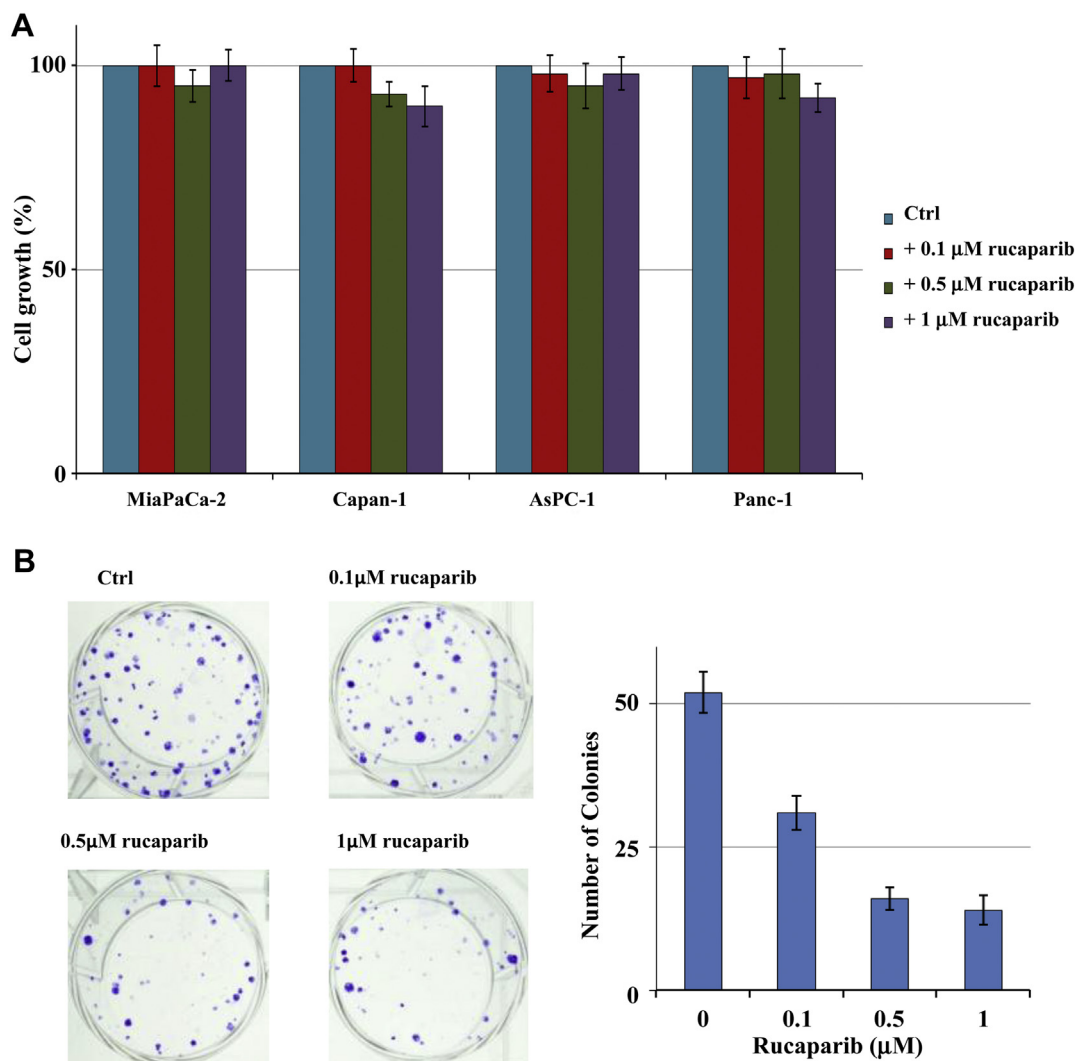 A
100
50
0
Cell growth (%)
MiaPaCa-2
Capan-1
AsPC-1
Panc-1
Ctrl
+ 0.1 μM rucaparib
+ 0.5 μM rucaparib
+ 1 μM rucaparib
B
Ctrl
0.1μM rucaparib
0.5μM rucaparib
1μM rucaparib
50
25
0
Number of Colonies
0
0.1
0.5
1
Rucaparib (μM)